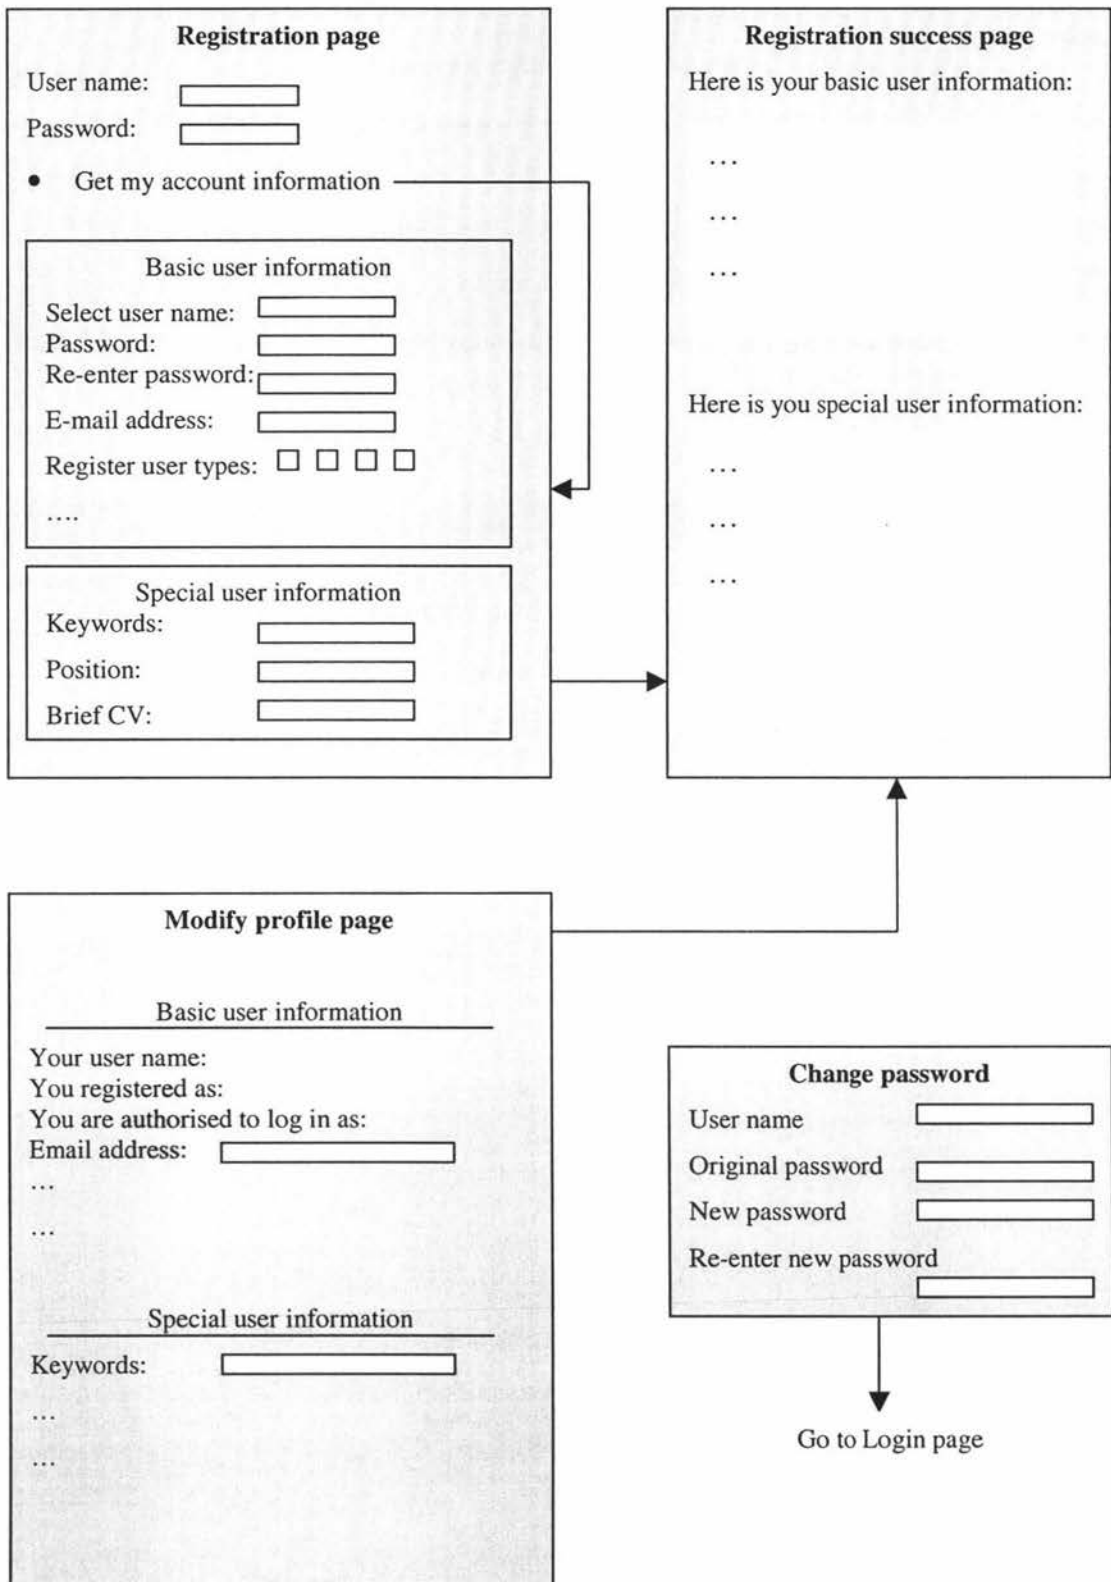 Registration page
User name:
Password:
• Get my account information
Basic user information
Select user name:
Password:
Re-enter password:
E-mail address:
Register user types:
....
Special user information
Keywords:
Position:
Brief CV:
Registration success page
Here is your basic user information:
...
...
...
Here is you special user information:
...
...
...
Modify profile page
Basic user information
Your user name:
You registered as:
You are authorised to log in as:
Email address:
...
...
Special user information
Keywords:
...
...
Change password
User name
Original password
New password
Re-enter new password
Go to Login page